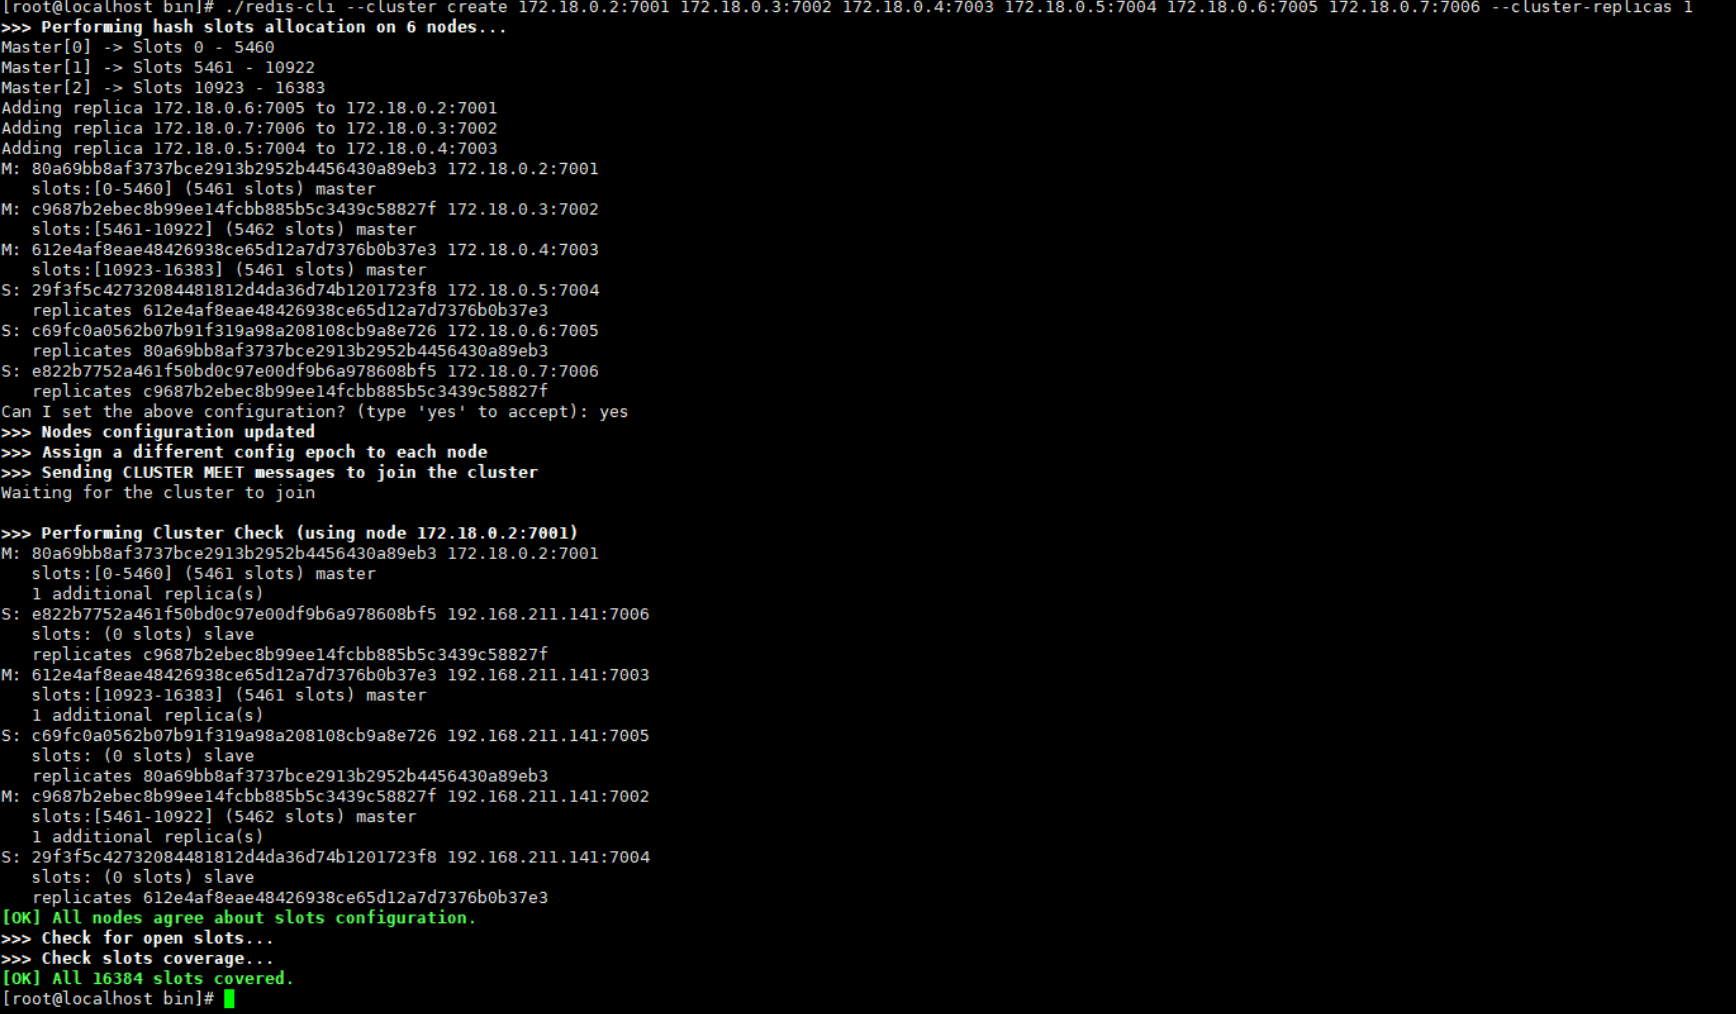 [root@localhost bin]# ./redis-cli --cluster create 172.18.0.2:7001 172.18.0.3:7002 172.18.0.4:7003 172.18.0.5:7004 172.18.0.6:7005 172.18.0.7:7006 --cluster-replicas 1
>>> Performing hash slots allocation on 6 nodes...
Master[0] -> Slots 0 - 5460
Master[1] -> Slots 5461 - 10922
Master[2] -> Slots 10923 - 16383
Adding replica 172.18.0.6:7005 to 172.18.0.2:7001
Adding replica 172.18.0.7:7006 to 172.18.0.3:7002
Adding replica 172.18.0.5:7004 to 172.18.0.4:7003
M: 80a69bb8af3737bce2913b2952b4456430a89eb3 172.18.0.2:7001
   slots:[0-5460] (5461 slots) master
M: c9687b2ebec8b99ee14fcbb885b5c3439c58827f 172.18.0.3:7002
   slots:[5461-10922] (5462 slots) master
M: 612e4af8eae48426938ce65d12a7d7376b0b37e3 172.18.0.4:7003
   slots:[10923-16383] (5461 slots) master
S: 29f3f5c42732084481812d4da36d74b1201723f8 172.18.0.5:7004
   replicates 612e4af8eae48426938ce65d12a7d7376b0b37e3
S: c69fc0a0562b07b91f319a98a208108cb9a8e726 172.18.0.6:7005
   replicates 80a69bb8af3737bce2913b2952b4456430a89eb3
S: e822b7752a461f50bd0c97e00df9b6a978608bf5 172.18.0.7:7006
   replicates c9687b2ebec8b99ee14fcbb885b5c3439c58827f
Can I set the above configuration? (type 'yes' to accept): yes
>>> Nodes configuration updated
>>> Assign a different config epoch to each node
>>> Sending CLUSTER MEET messages to join the cluster
Waiting for the cluster to join

>>> Performing Cluster Check (using node 172.18.0.2:7001)
M: 80a69bb8af3737bce2913b2952b4456430a89eb3 172.18.0.2:7001
   slots:[0-5460] (5461 slots) master
   1 additional replica(s)
S: e822b7752a461f50bd0c97e00df9b6a978608bf5 192.168.211.141:7006
   slots: (0 slots) slave
   replicates c9687b2ebec8b99ee14fcbb885b5c3439c58827f
M: 612e4af8eae48426938ce65d12a7d7376b0b37e3 192.168.211.141:7003
   slots:[10923-16383] (5461 slots) master
   1 additional replica(s)
S: c69fc0a0562b07b91f319a98a208108cb9a8e726 192.168.211.141:7005
   slots: (0 slots) slave
   replicates 80a69bb8af3737bce2913b2952b4456430a89eb3
M: c9687b2ebec8b99ee14fcbb885b5c3439c58827f 192.168.211.141:7002
   slots:[5461-10922] (5462 slots) master
   1 additional replica(s)
S: 29f3f5c42732084481812d4da36d74b1201723f8 192.168.211.141:7004
   slots: (0 slots) slave
   replicates 612e4af8eae48426938ce65d12a7d7376b0b37e3
[OK] All nodes agree about slots configuration.
>>> Check for open slots...
>>> Check slots coverage...
[OK] All 16384 slots covered.
[root@localhost bin]#